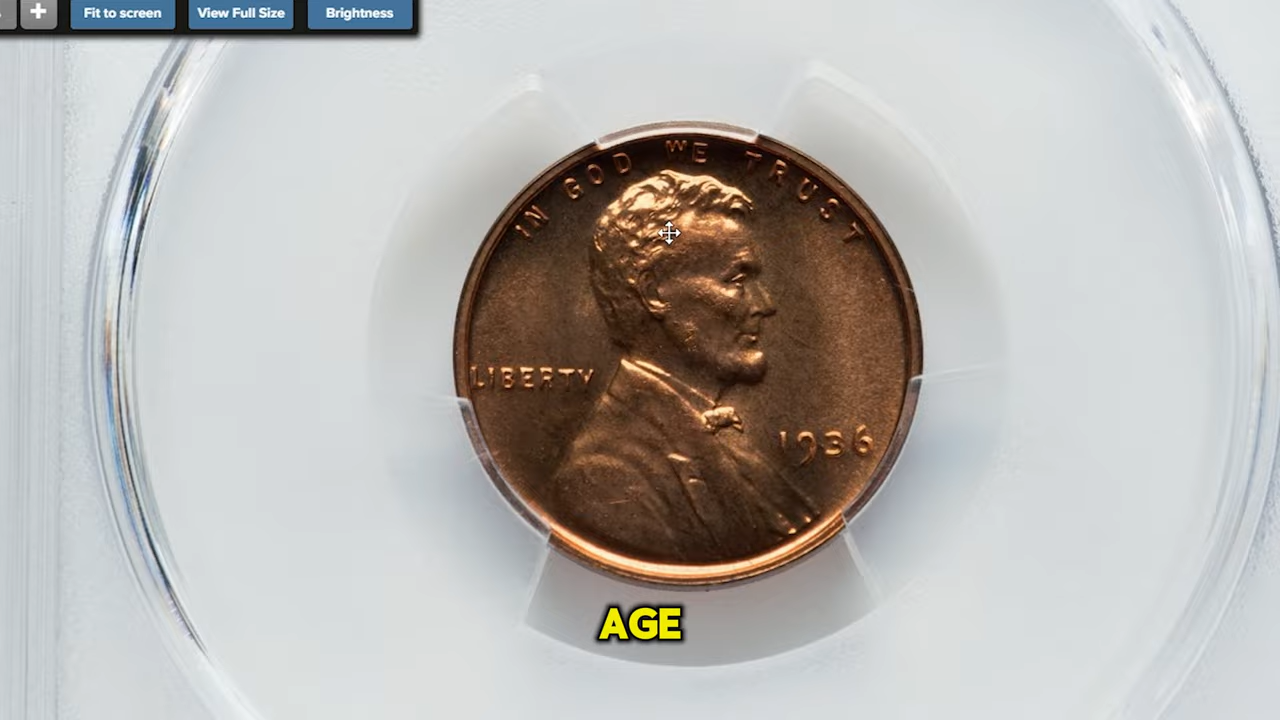 Fit to screen
View Full Size
Brightness
IN GOD WE TRUST
LIBERTY
1936
AGE